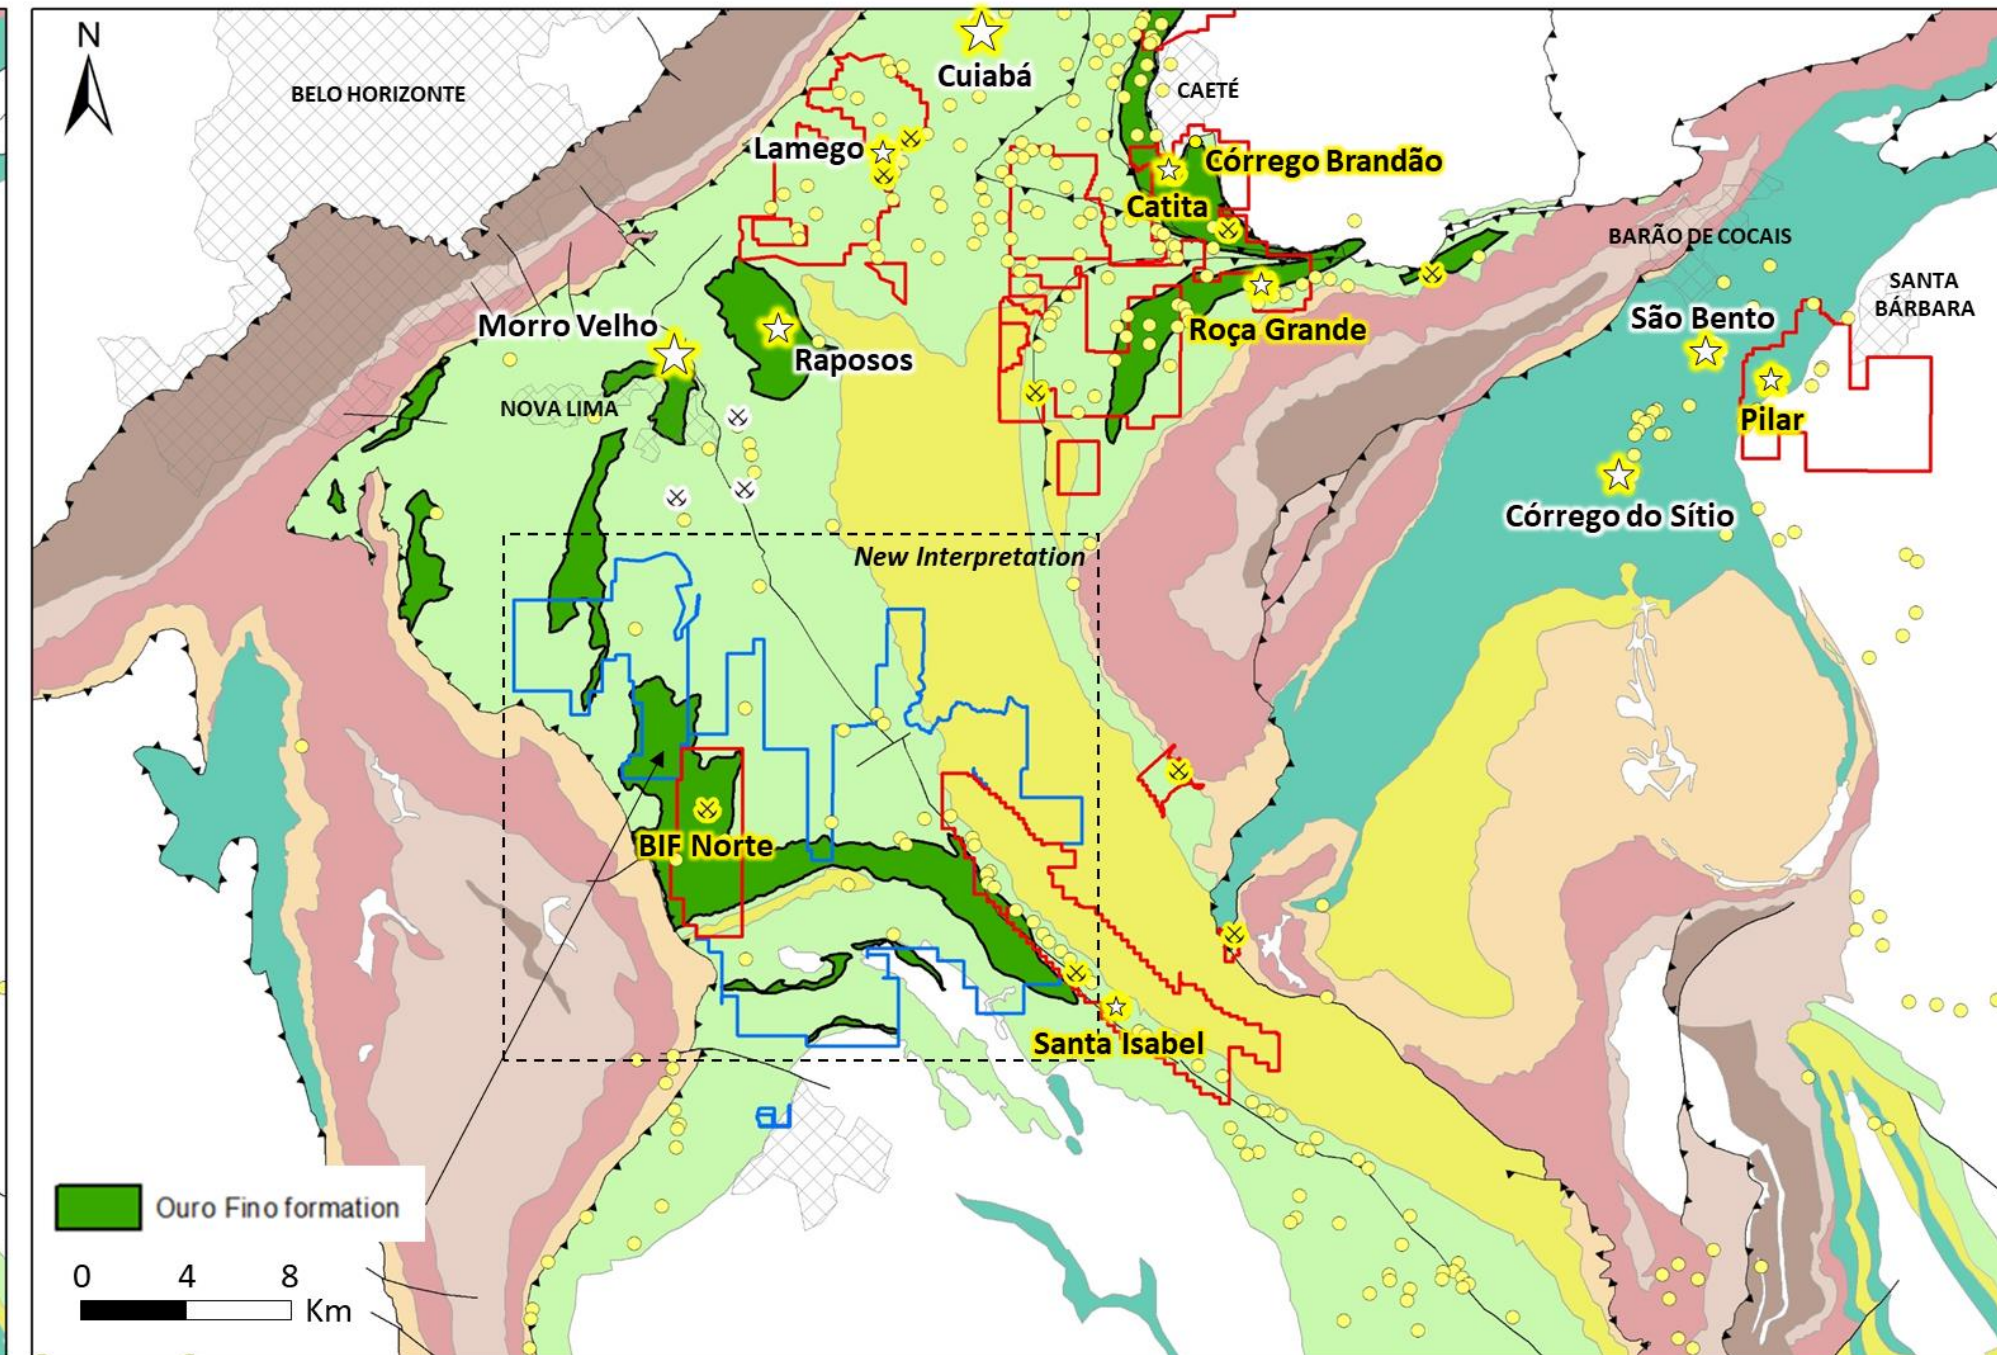 N
BELO HORIZONTE
Cuiabá
CAETÉ
Lamego
Córrego Brandão
Catita
BARÃO DE COCAIS
SANTA
BÁRBARA
Morro Velho
São Bento
Roça Grande
Raposos
NOVA LIMA
Pilar
Córrego do Sítio
New Interpretation
BIF Norte
Santa Isabel
Ouro Fino formation
0 4 8
Km